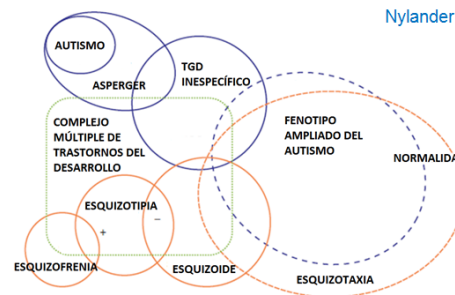 Nylander
AUTISMO
ASPERGER
TGD
INESPECÍFICO
COMPLEJO
MÚLTIPLE DE
TRASTORNOS DEL
DESARROLLO
FENOTIPO
AMPLIADO DEL
AUTISMO
NORMALIDA
ESQUIZOTIPIA
+
−
ESQUIZOFRENIA
ESQUIZOIDE
ESQUIZOTAXIA